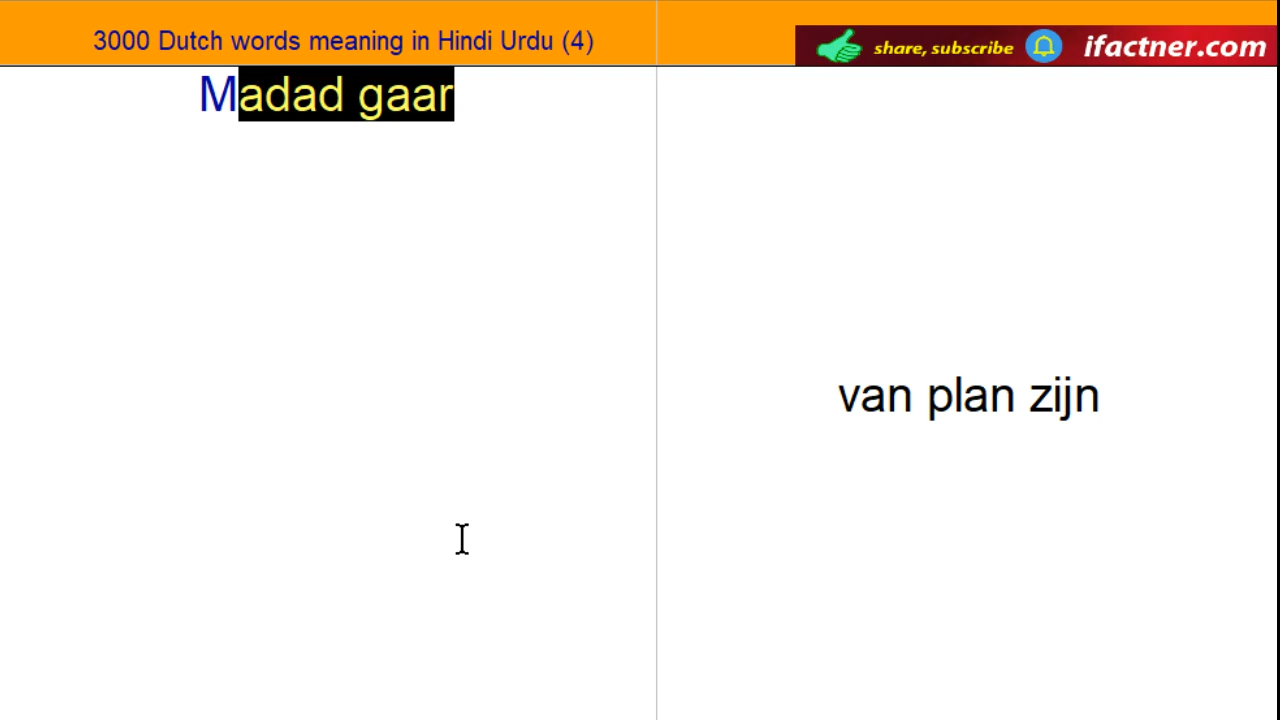 3000 Dutch words meaning in Hindi Urdu (4)
share, subscribe
ifactner.com
Madad gaar
van plan zijn